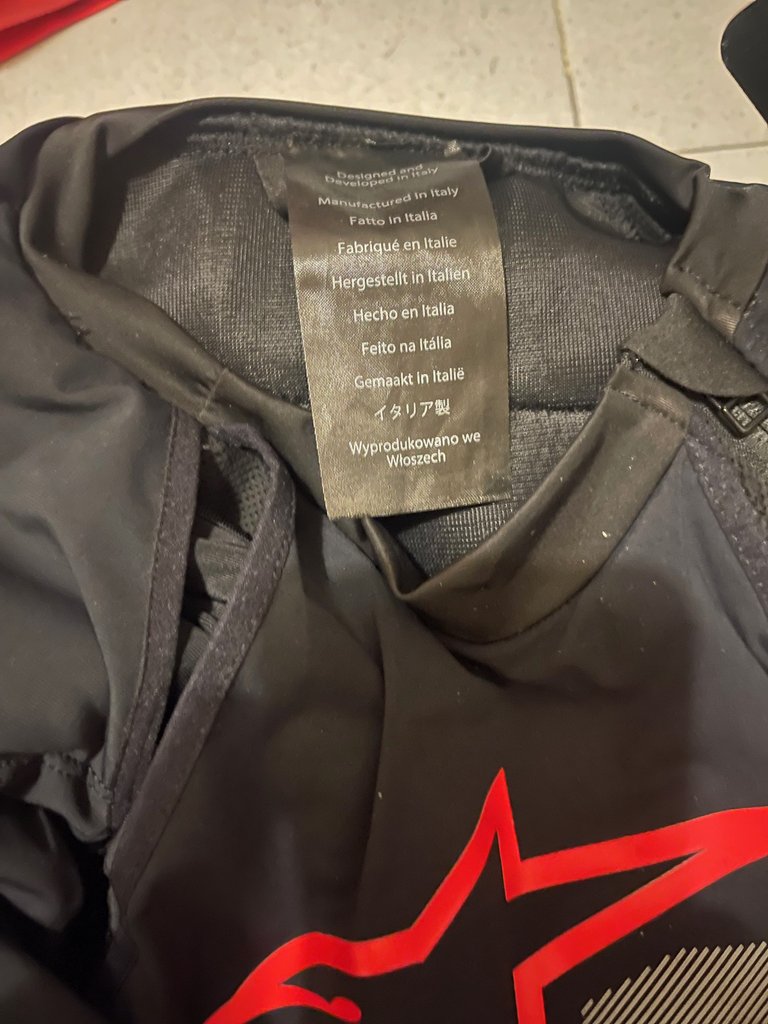 Designed and
Developed in Italy
Manufactured in Italy
Fatto in Italia
Fabriqué en Italie
Hergestellt in Italien
Hecho en Italia
Feito na Itália
Gemaakt in Italië
イタリア製
Wyprodukowano we
Włoszech